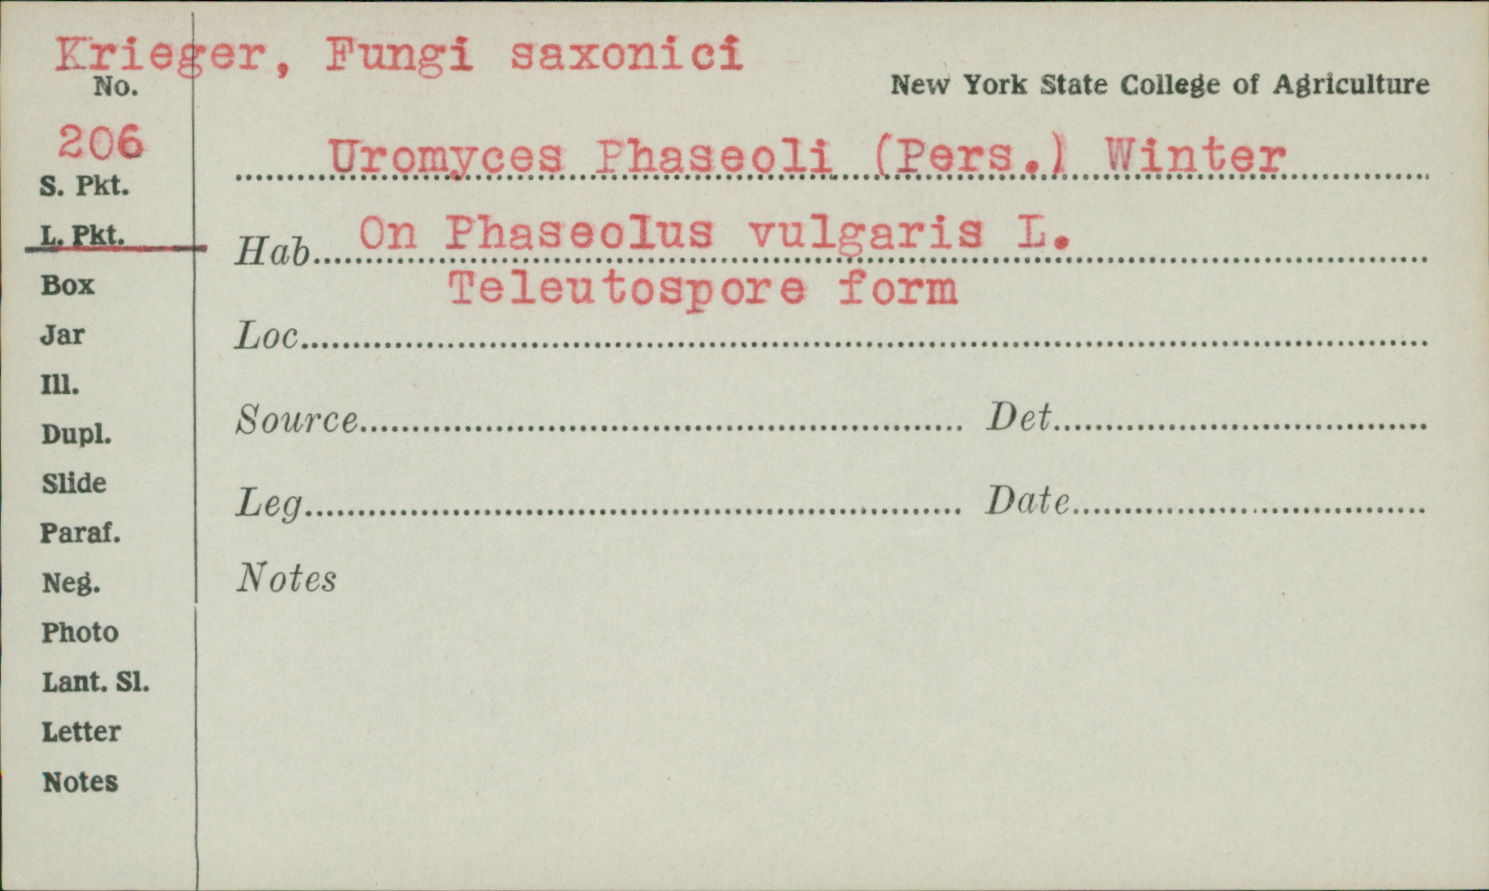 Krieger, Fungi saxonici
No.
New York State College of Agriculture
206
Uromyces Phaseoli (Pers.) Winter
S. Pkt.
L. Pkt.
Hab. On Phaseolus vulgaris L.
Teleutospore form
Box
Jar
Loc.
Ill.
Dupl.
Source
Det.
Slide
Leg.
Date
Paraf.
Neg.
Notes
Photo
Lant. Sl.
Letter
Notes